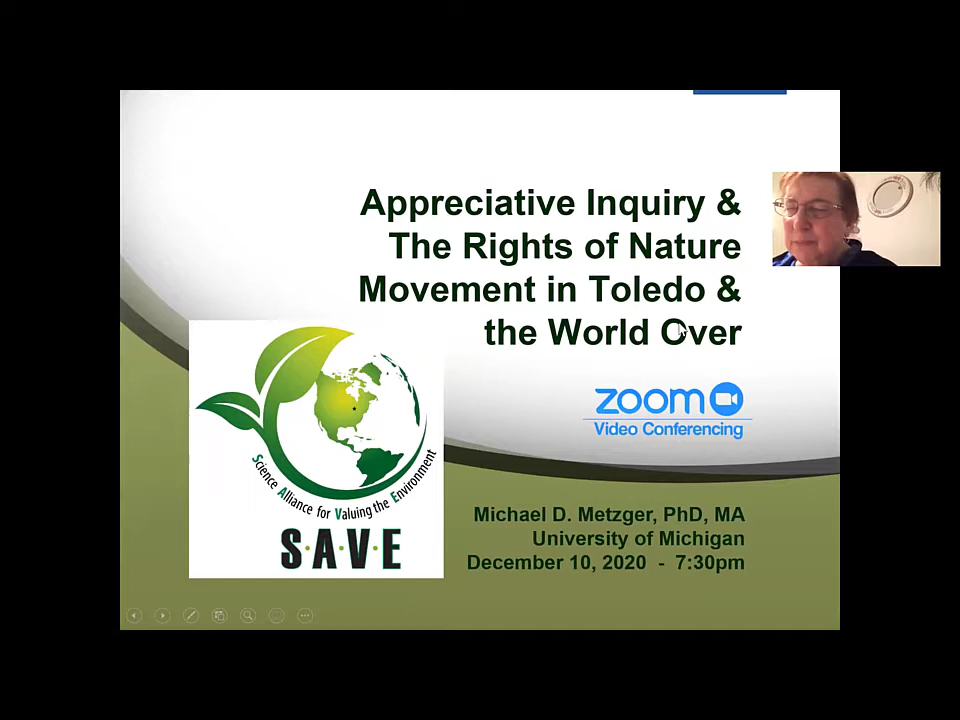 Appreciative Inquiry &
The Rights of Nature
Movement in Toledo &
the World Over
zoom
Video Conferencing
Science Alliance for Valuing the Environment
S·A·V·E
Michael D. Metzger, PhD, MA
University of Michigan
December 10, 2020 - 7:30pm